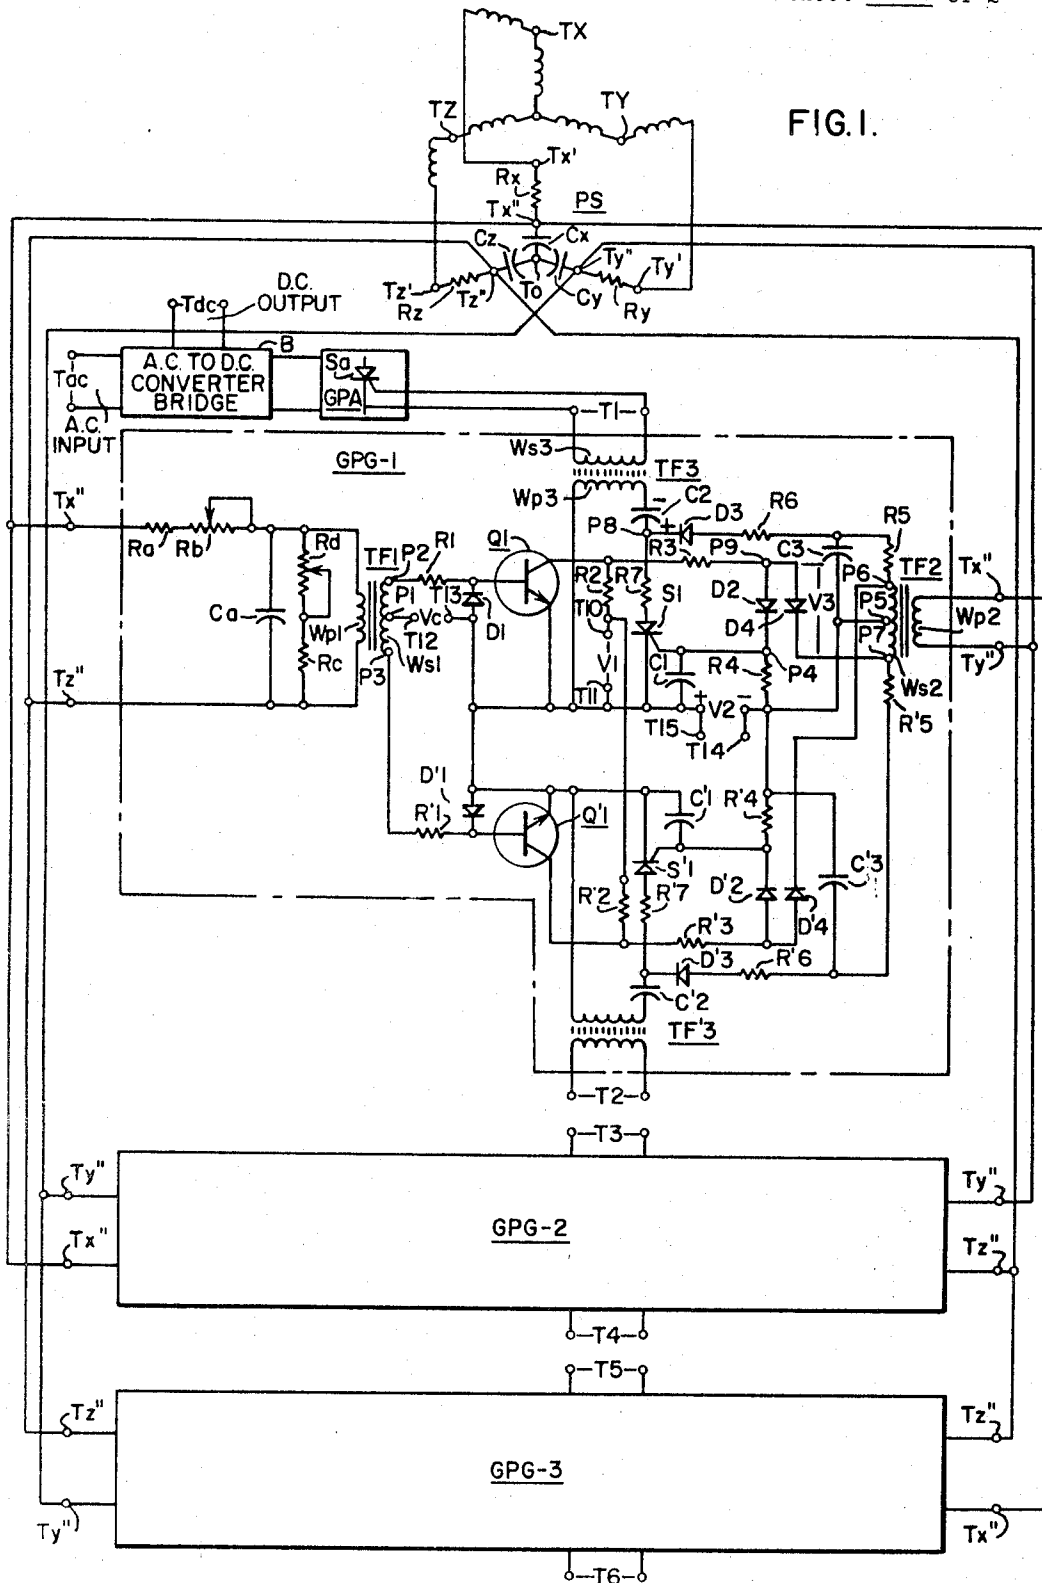 OF 2
TX
TZ
TY
FIG.1.
Tx'
Rx
PS
Tx"
Cz
Cx
Ty"
Ty'
Tz'
Rz
Tz"
To
Cy
Ry
D.C. OUTPUT
Tdc
B
A.C. TO D.C. CONVERTER BRIDGE
Sa
GPA
Tac
A.C. INPUT
T1
Ws3
TF3
GPG-1
Wp3
C2
- +
P8
D3
R6
R5
Tx"
Ra
Rb
Rd
TF1
P2
R1
Q1
R3
P9
C3
P6
TF2
Tx"
R2
R7
S1
D2
V3
P5
P1
T13
Vc
T12
D1
T10
D4
P7
Wp2
Ca
Wp1
Ws1
V1
C1
R4
P4
Ws2
Ty"
Rc
P3
T11
Tz"
+ V2 -
T15
T14
R'5
D'1
C'1
R'4
R'1
Q'1
S'1
C'3
R'2
R'7
D'2
D'4
R'3
D'3
R'6
C'2
TF'3
T2
T3
Ty"
Ty"
GPG-2
Tx"
Tz"
T4
T5
Tz"
Tz"
GPG-3
Ty"
Tx"
T6